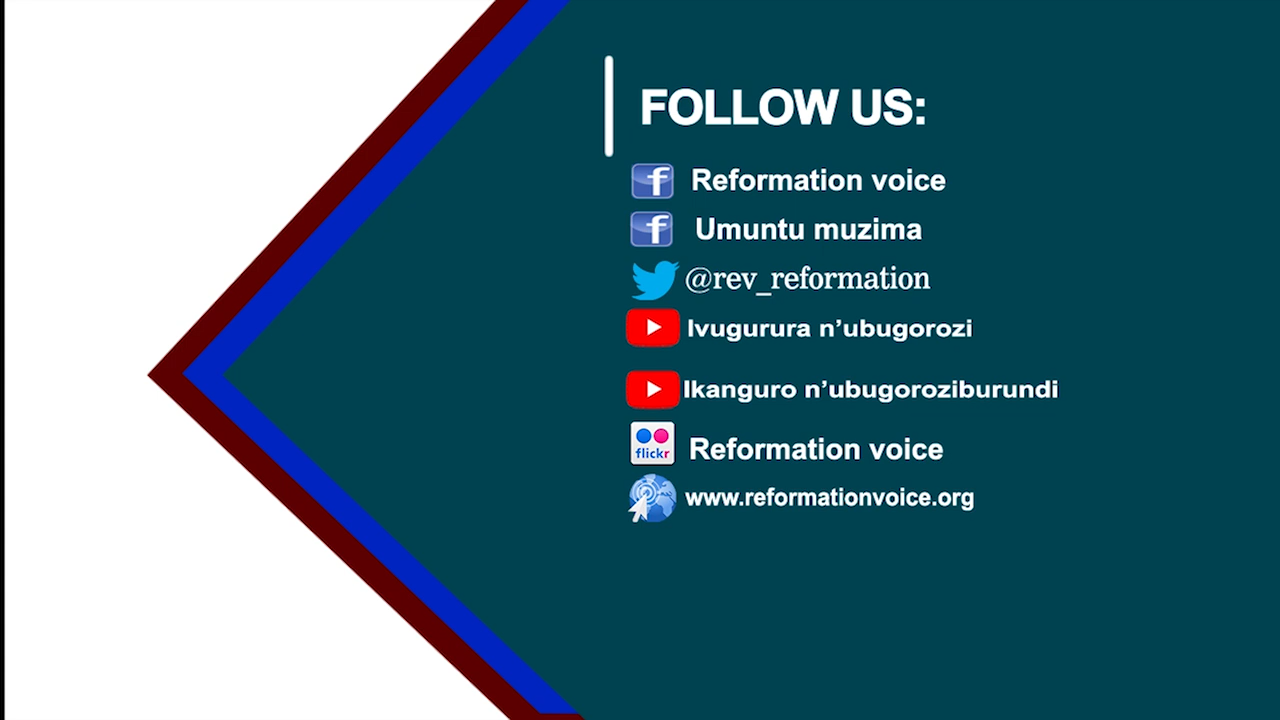 FOLLOW US:
Reformation voice
Umuntu muzima
@rev_reformation
Ivugurura n’ubugorozi
Ikanguro n’ubugoroziburundi
flickr Reformation voice
www.reformationvoice.org